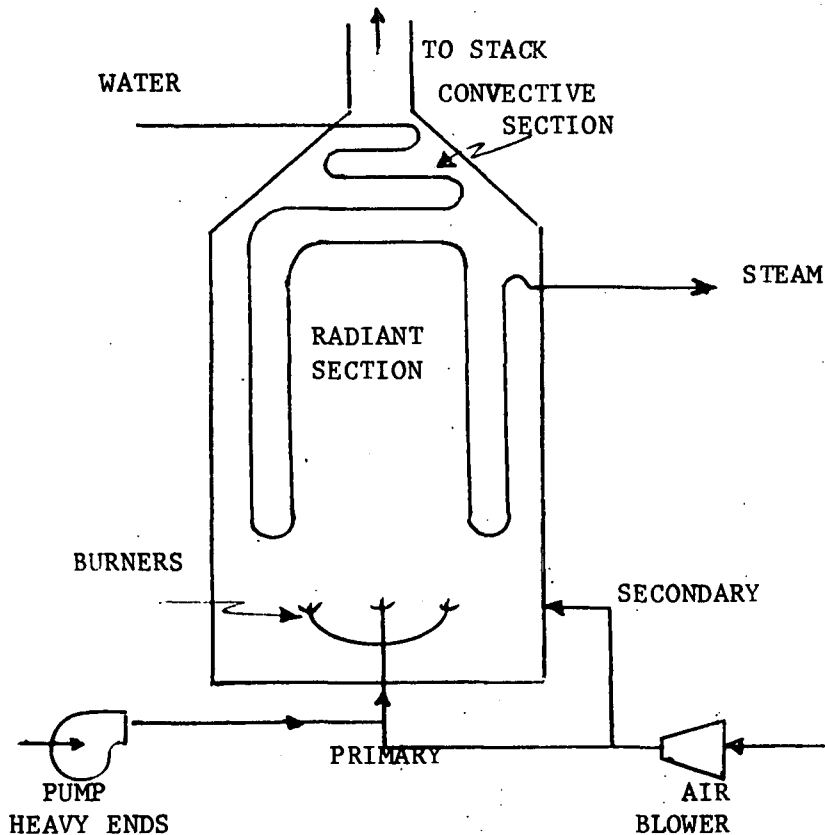 TO STACK
WATER
CONVECTIVE
SECTION
STEAM
RADIANT
SECTION
BURNERS
SECONDARY
PRIMARY
PUMP
HEAVY ENDS
AIR
BLOWER